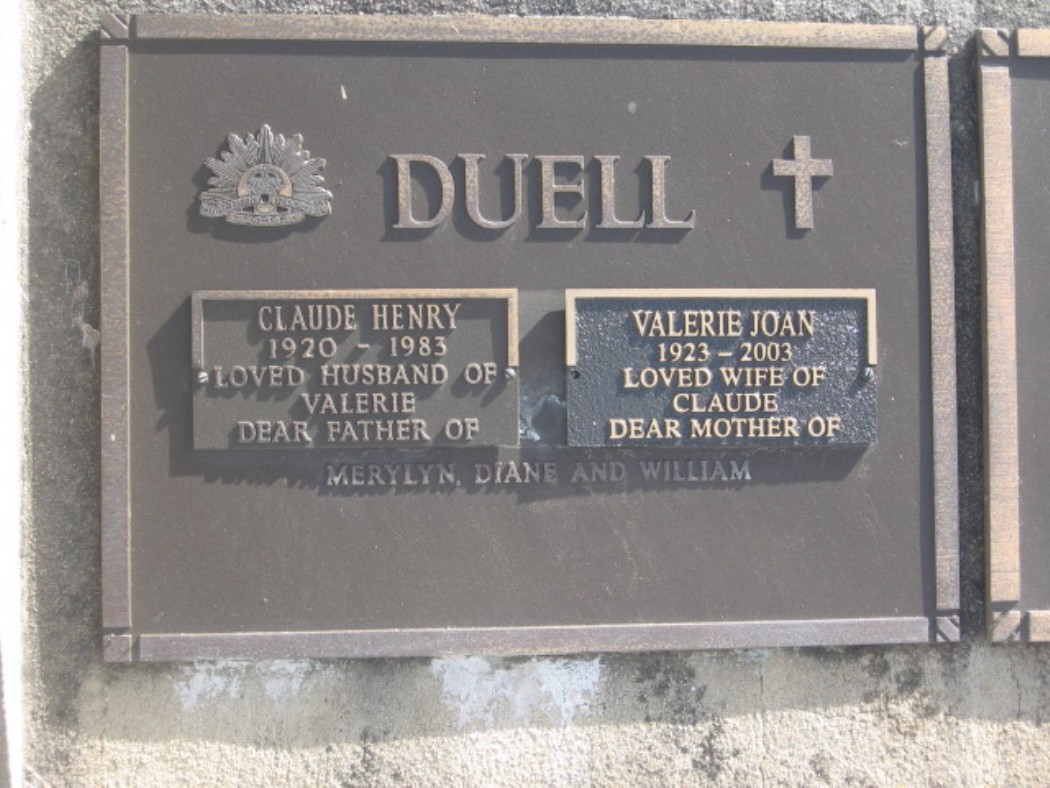 DUELL
CLAUDE HENRY
1920 - 1983
LOVED HUSBAND OF
VALERIE
DEAR FATHER OF
VALERIE JOAN
1923 - 2003
LOVED WIFE OF
CLAUDE
DEAR MOTHER OF
MERYLYN, DIANE AND WILLIAM